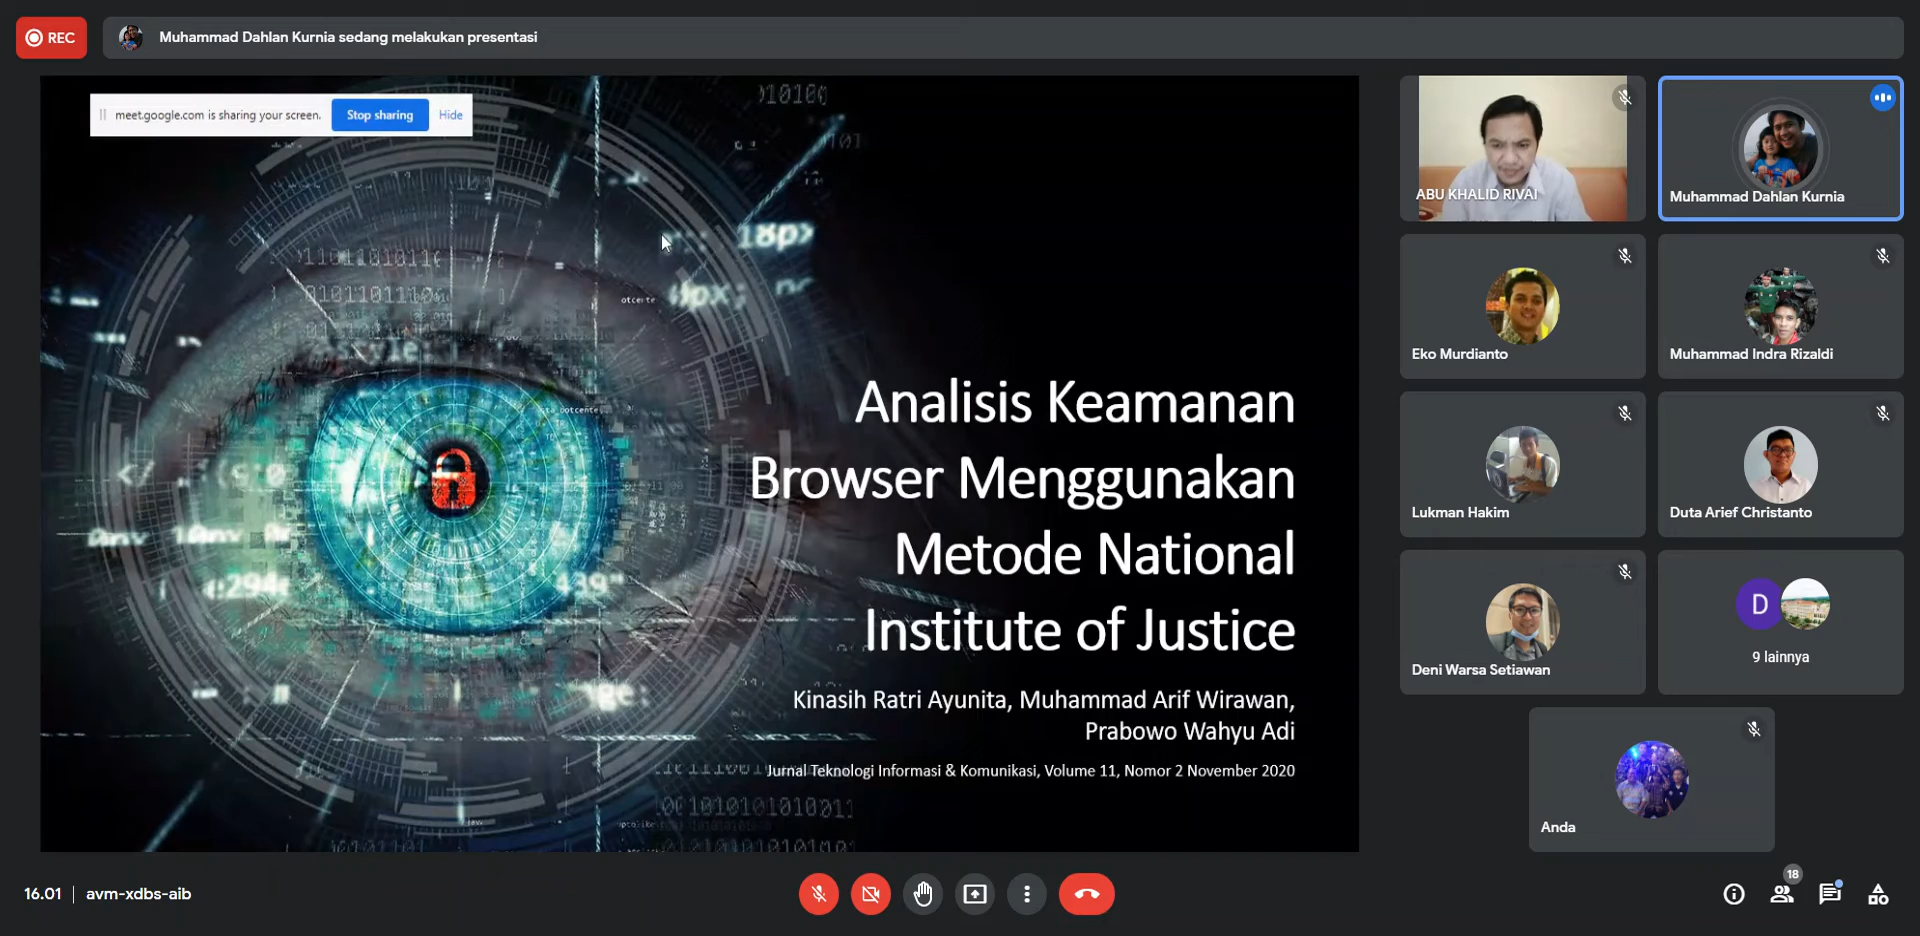 REC
Muhammad Dahlan Kurnia sedang melakukan presentasi
meet.google.com is sharing your screen.
Stop sharing
Hide
Analisis Keamanan
Browser Menggunakan
Metode National
Institute of Justice
Kinasih Ratri Ayunita, Muhammad Arif Wirawan,
Prabowo Wahyu Adi
Jurnal Teknologi Informasi & Komunikasi, Volume 11, Nomor 2 November 2020
ABU KHALID RIVAI
Muhammad Dahlan Kurnia
Eko Murdianto
Muhammad Indra Rizaldi
Lukman Hakim
Duta Arief Christanto
Deni Warsa Setiawan
D
9 lainnya
Anda
16.01
avm-xdbs-aib
18